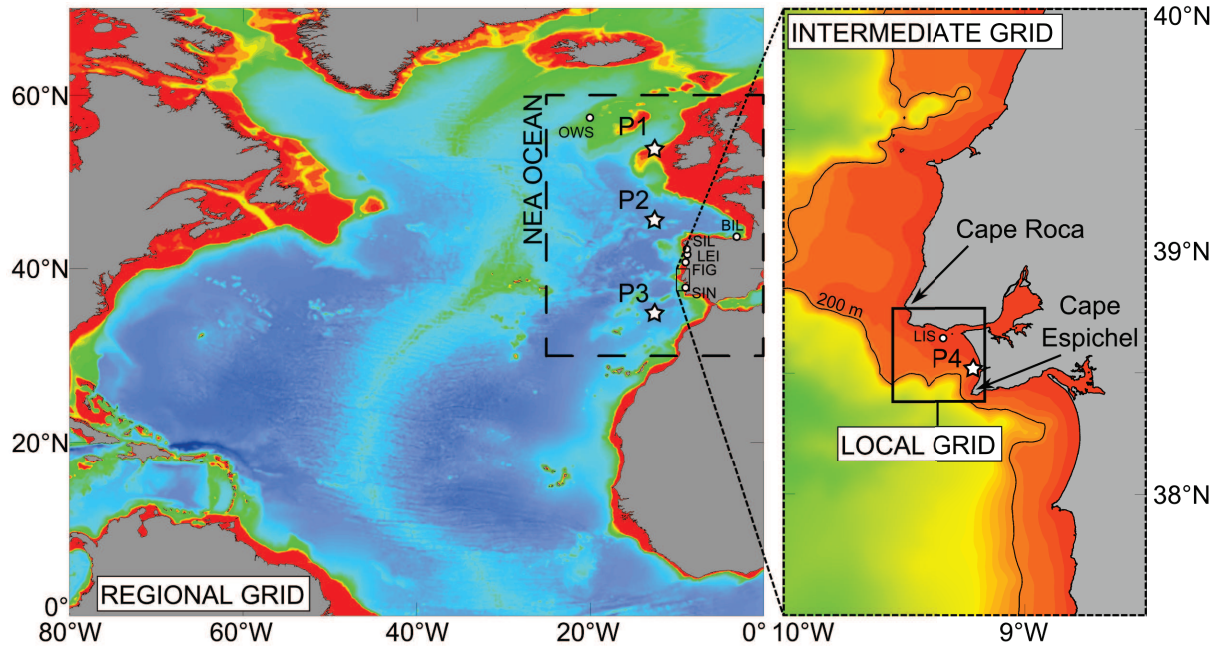 60°N
40°N
20°N
0°
80°W
60°W
40°W
20°W
0°
REGIONAL GRID
NEA OCEAN
OWS
P1
P2
BIL
SIL
LEI
FIG
P3
SIN
INTERMEDIATE GRID
40°N
39°N
38°N
10°W
9°W
Cape Roca
Cape
Espichel
200 m
LIS
P4
LOCAL GRID